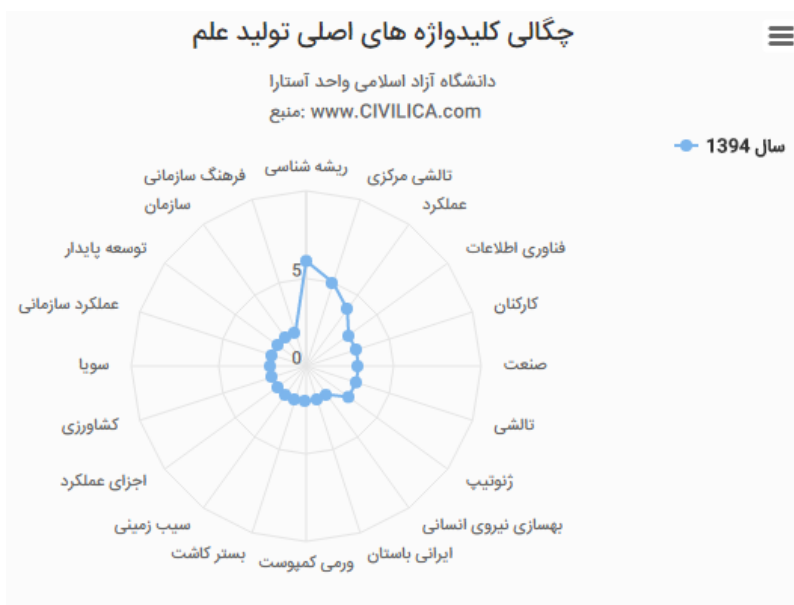 چگالی کلیدواژه های اصلی تولید علم
دانشگاه آزاد اسلامی واحد آستارا
منبع: www.CIVILICA.com
سال 1394
ریشه شناسی
تالشی مرکزی
عملکرد
فناوری اطلاعات
کارکنان
صنعت
تالشی
ژنوتیپ
بهسازی نیروی انسانی
ایرانی باستان
ورمی کمپوست
بستر کاشت
سیب زمینی
اجزای عملکرد
کشاورزی
سویا
عملکرد سازمانی
توسعه پایدار
سازمان
فرهنگ سازمانی
5
0